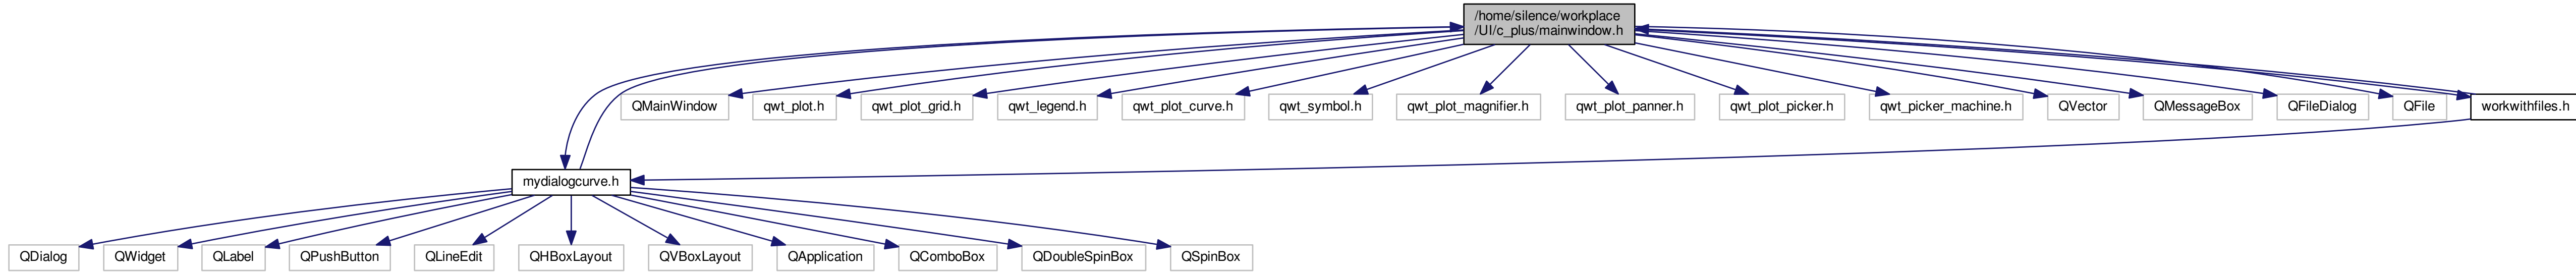 /home/silence/workplace
/UI/c_plus/mainwindow.h
QMainWindow
qwt_plot.h
qwt_plot_grid.h
qwt_legend.h
qwt_plot_curve.h
qwt_symbol.h
qwt_plot_magnifier.h
qwt_plot_panner.h
qwt_plot_picker.h
qwt_picker_machine.h
QVector
QMessageBox
QFileDialog
QFile
workwithfiles.h
mydialogcurve.h
QDialog
QWidget
QLabel
QPushButton
QLineEdit
QHBoxLayout
QVBoxLayout
QApplication
QComboBox
QDoubleSpinBox
QSpinBox